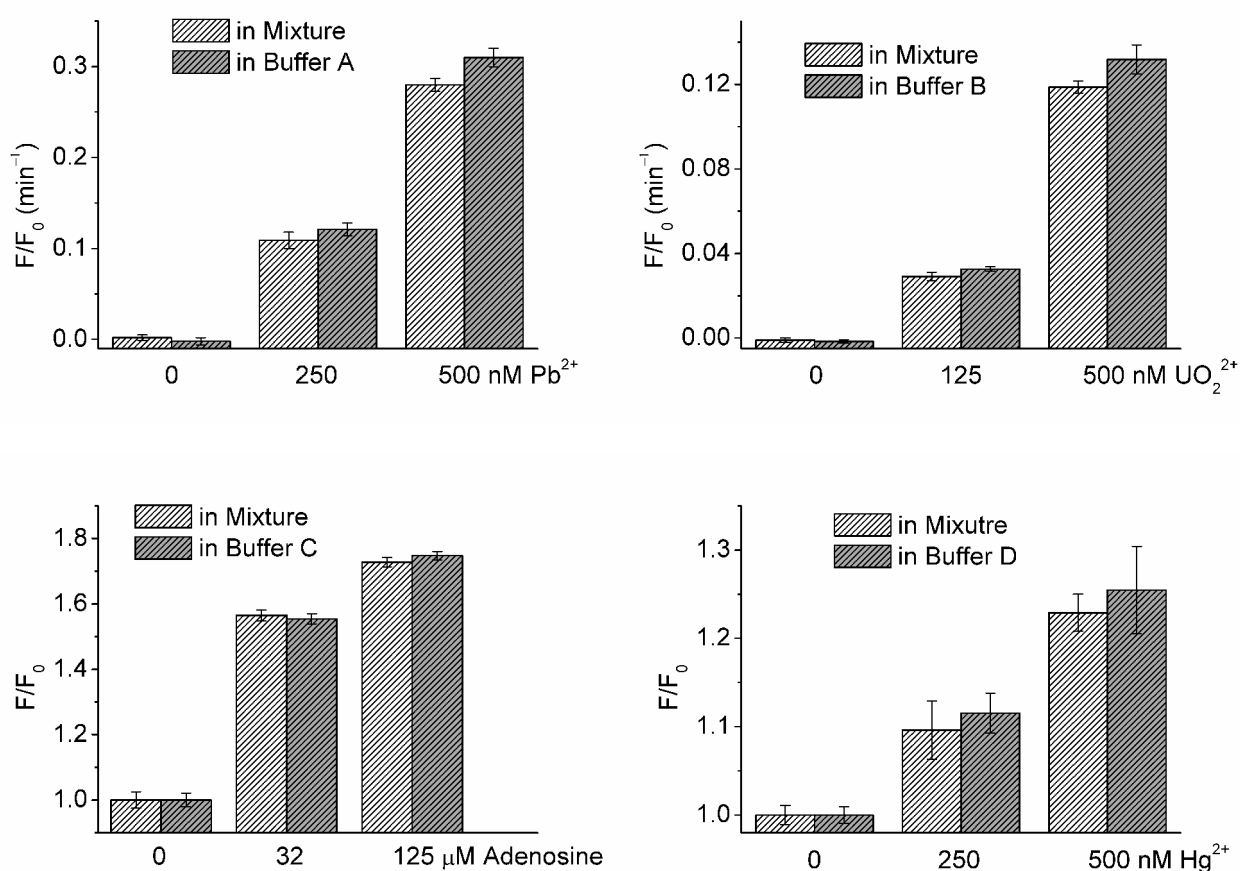 in Mixture
in Buffer A
0.3
0.2
0.1
0.0
F/F₀ (min⁻¹)
0 250 500 nM Pb²⁺
in Mixture
in Buffer B
0.12
0.08
0.04
0.00
F/F₀ (min⁻¹)
0 125 500 nM UO₂²⁺
in Mixture
in Buffer C
1.8
1.6
1.4
1.2
1.0
F/F₀
0 32 125 μM Adenosine
in Mixutre
in Buffer D
1.3
1.2
1.1
1.0
F/F₀
0 250 500 nM Hg²⁺